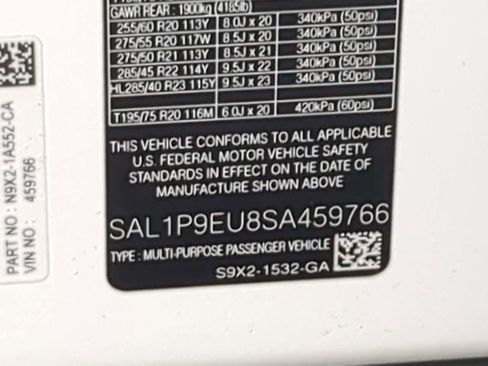 GAWR REAR : 1900kg (4185lb)
255/60 R20 113Y 8.0J x 20 340kPa (50psi)
275/55 R20 117W 8.5J x 20 340kPa (50psi)
275/50 R21 113Y 8.5J x 21 340kPa (50psi)
285/45 R22 114Y 9.5J x 22 340kPa (50psi)
HL285/40 R23 115Y 9.5J x 23 340kPa (50psi)
T195/75 R20 116M 6.0J x 20 420kPa (60psi)
THIS VEHICLE CONFORMS TO ALL APPLICABLE
U.S. FEDERAL MOTOR VEHICLE SAFETY
STANDARDS IN EFFECT ON THE DATE OF
MANUFACTURE SHOWN ABOVE
SAL1P9EU8SA459766
TYPE : MULTI-PURPOSE PASSENGER VEHICLE
S9X2-1532-GA
PART NO : N9X2-1A552-CA
VIN NO : 459766